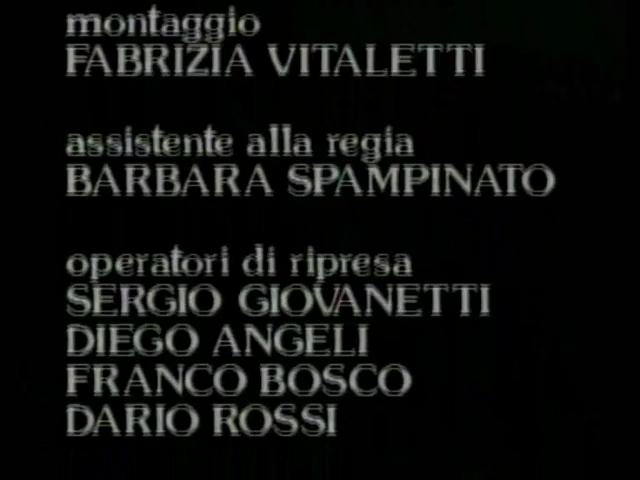 montaggio
FABRIZIA VITALETTI
assistente alla regia
BARBARA SPAMPINATO
operatori di ripresa
SERGIO GIOVANETTI
DIEGO ANGELI
FRANCO BOSCO
DARIO ROSSI